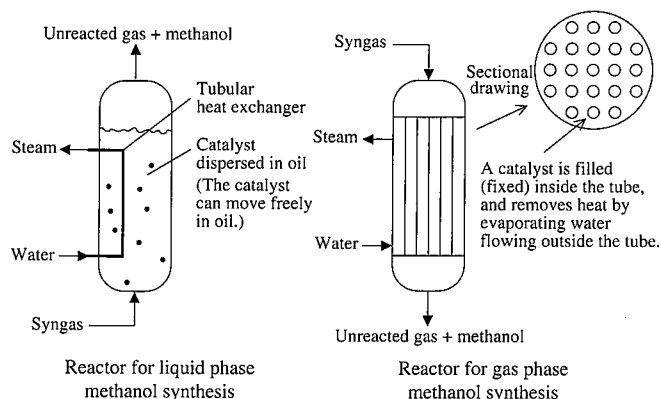 Unreacted gas + methanol
Tubular
heat exchanger
Steam
Catalyst
dispersed in oil
(The catalyst
can move freely
in oil.)
Water
Syngas
Reactor for liquid phase
methanol synthesis
Syngas
Sectional
drawing
Steam
A catalyst is filled
(fixed) inside the tube,
and removes heat by
evaporating water
flowing outside the tube.
Water
Unreacted gas + methanol
Reactor for gas phase
methanol synthesis